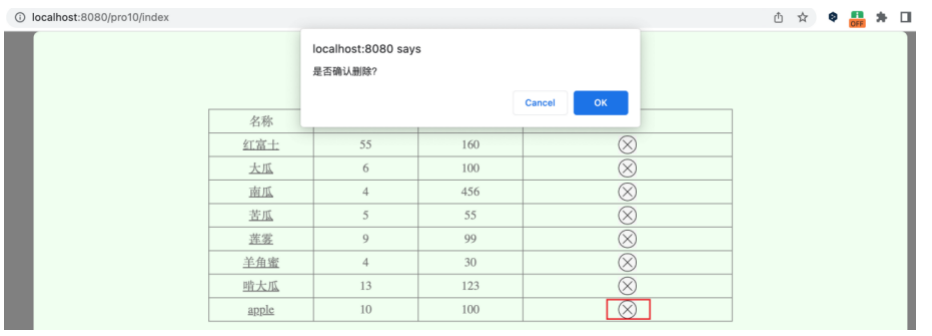 localhost:8080/pro10/index
OFF
localhost:8080 says
是否确认删除?
Cancel OK
名称
红富士 55 160
大瓜 6 100
南瓜 4 456
苦瓜 5 55
莲雾 9 99
羊角蜜 4 30
啃大瓜 13 123
apple 10 100